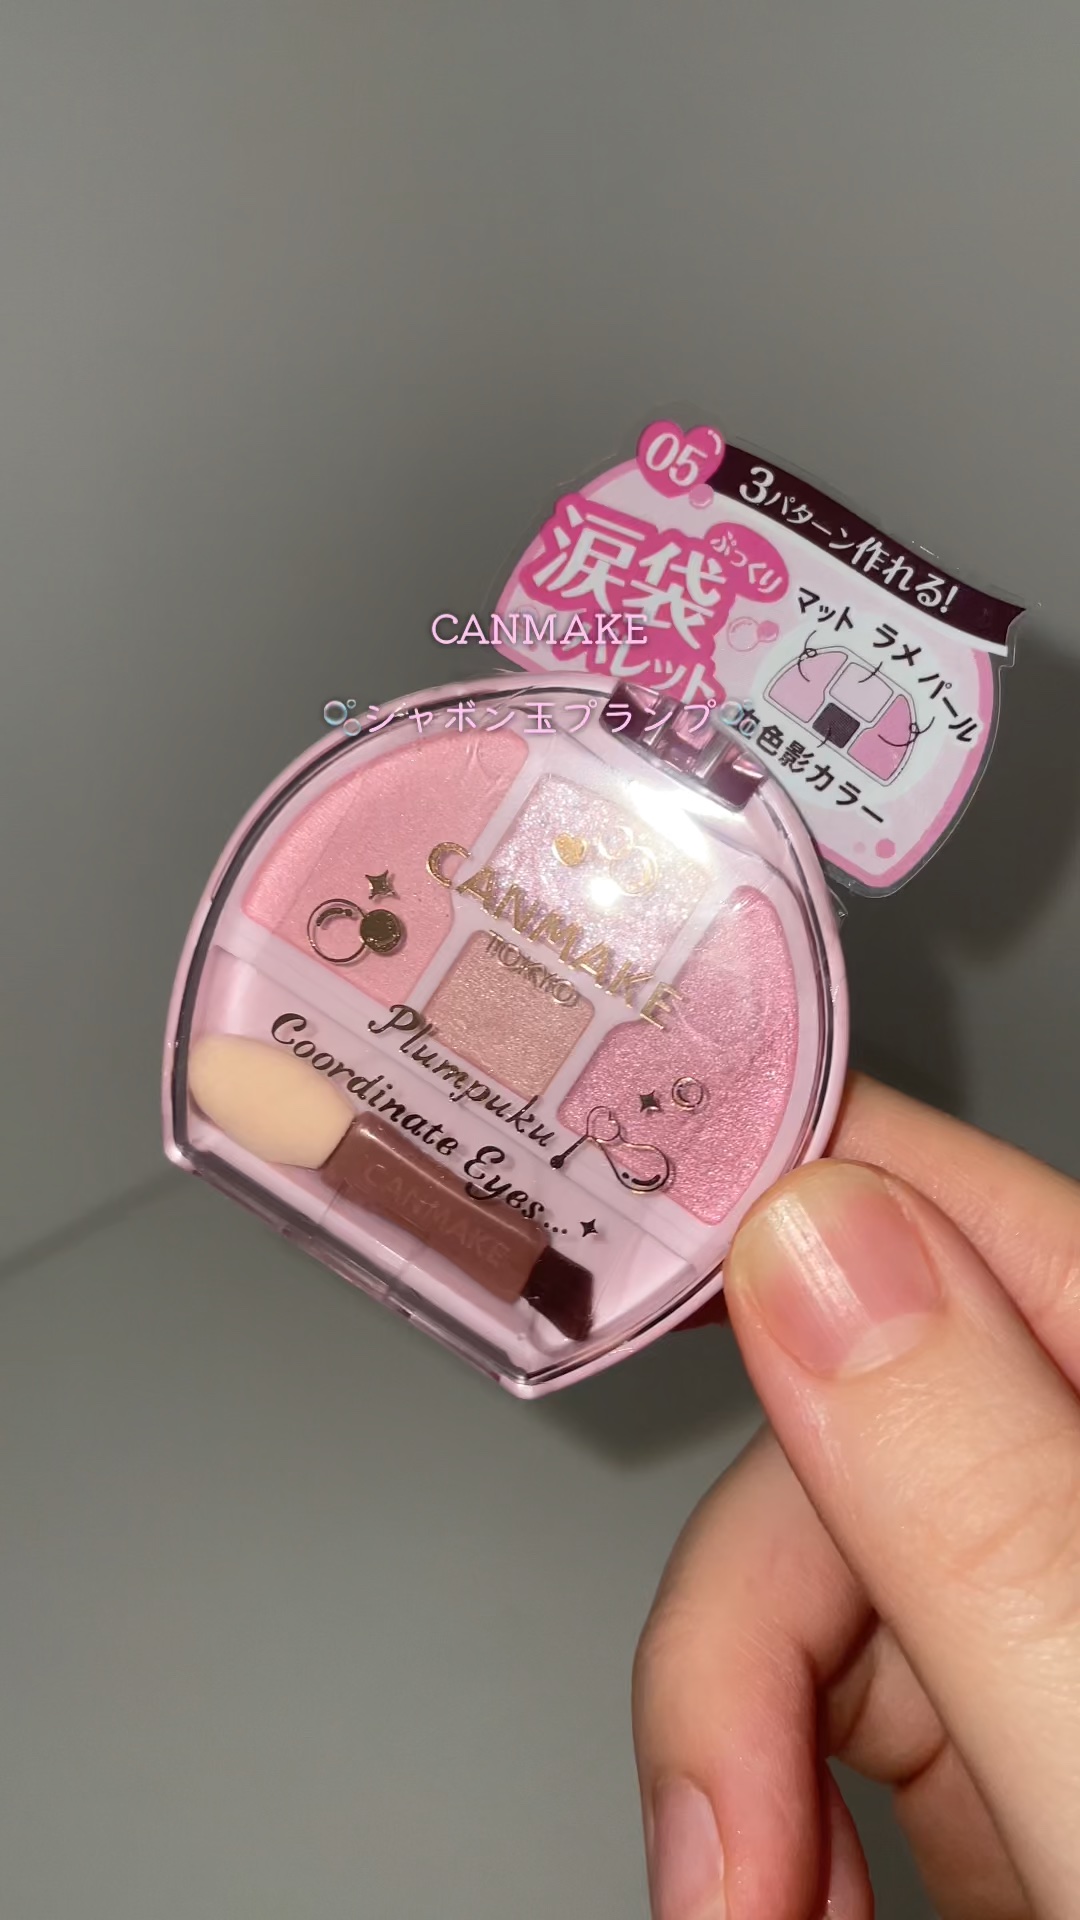 05
3パターン作れる!
ぷっくり
涙袋
パレット
マット ラメ パール
血色影カラー
CANMAKE
🫧シャボン玉プランプ🫧
CANMAKE
TOKYO
Plumpuku
Coordinate Eyes...
CANMAKE